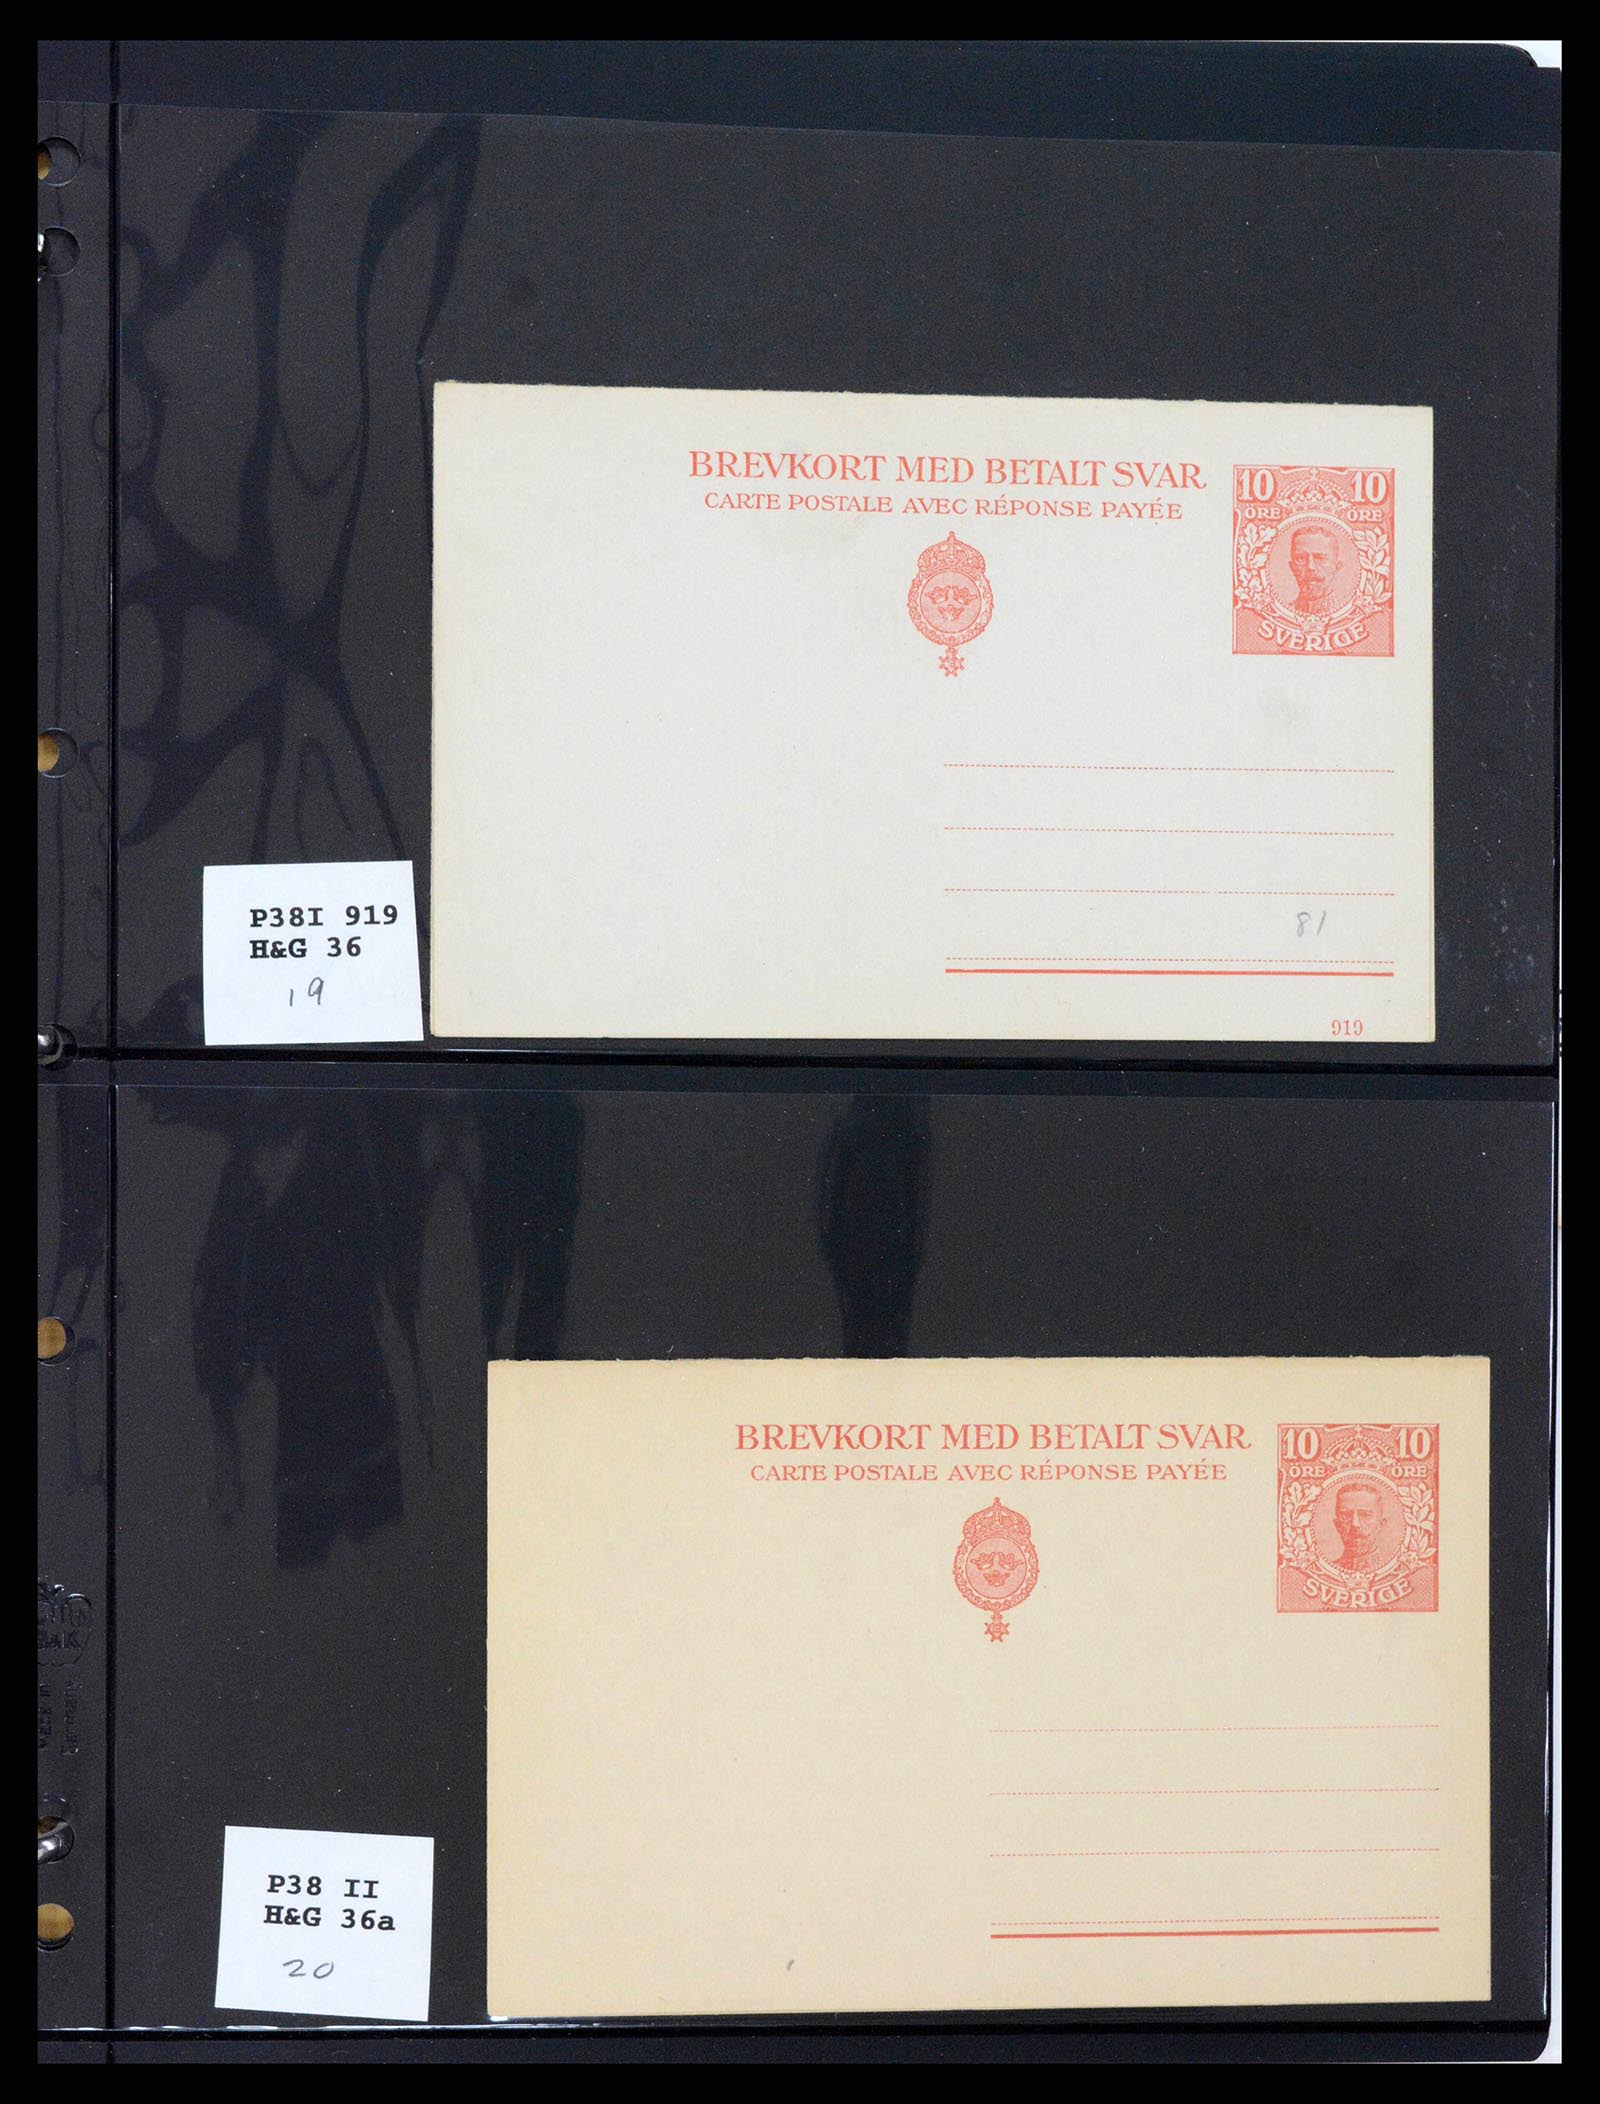 BREVKORT MED BETALT SVAR
CARTE POSTALE AVEC RÉPONSE PAYÉE
10 10
ÖRE ÖRE
SVERIGE
81
919
P38I 919
H&G 36
19
BREVKORT MED BETALT SVAR
CARTE POSTALE AVEC RÉPONSE PAYÉE
10 10
ÖRE ÖRE
SVERIGE
P38 II
H&G 36a
20